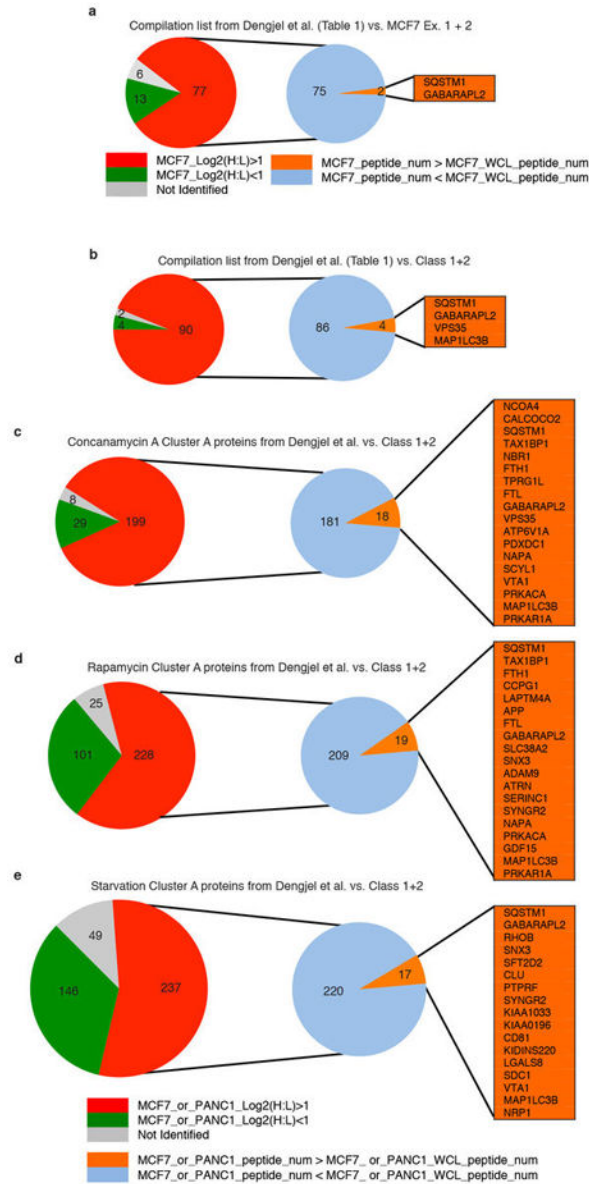 a
Compilation list from Dengjel et al. (Table 1) vs. MCF7 Ex. 1 + 2
6
13
77
75
2
SQSTM1
GABARAPL2
MCF7_Log2(H:L)>1
MCF7_Log2(H:L)<1
Not Identified
MCF7_peptide_num > MCF7_WCL_peptide_num
MCF7_peptide_num < MCF7_WCL_peptide_num
b
Compilation list from Dengjel et al. (Table 1) vs. Class 1+2
2
4
90
86
4
SQSTM1
GABARAPL2
VPS35
MAP1LC3B
c
Concanamycin A Cluster A proteins from Dengjel et al. vs. Class 1+2
8
29
199
181
18
NCOA4
CALCOCO2
SQSTM1
TAX1BP1
NBR1
FTH1
TPRG1L
FTL
GABARAPL2
VPS35
ATP6V1A
PDXDC1
NAPA
SCYL1
VTA1
PRKACA
MAP1LC3B
PRKAR1A
d
Rapamycin Cluster A proteins from Dengjel et al. vs. Class 1+2
25
101
228
209
19
SQSTM1
TAX1BP1
FTH1
CCPG1
LAPTM4A
APP
FTL
GABARAPL2
SLC38A2
SNX3
ADAM9
ATRN
SERINC1
SYNGR2
NAPA
PRKACA
GDF15
MAP1LC3B
PRKAR1A
e
Starvation Cluster A proteins from Dengjel et al. vs. Class 1+2
49
146
237
220
17
SQSTM1
GABARAPL2
RHOB
SNX3
SFT2D2
CLU
PTPRF
SYNGR2
KIAA1033
KIAA0196
CD81
KIDINS220
LGALS8
SDC1
VTA1
MAP1LC3B
NRP1
MCF7_or_PANC1_Log2(H:L)>1
MCF7_or_PANC1_Log2(H:L)<1
Not Identified
MCF7_or_PANC1_peptide_num > MCF7_ or_PANC1_WCL_peptide_num
MCF7_or_PANC1_peptide_num < MCF7_ or_PANC1_WCL_peptide_num